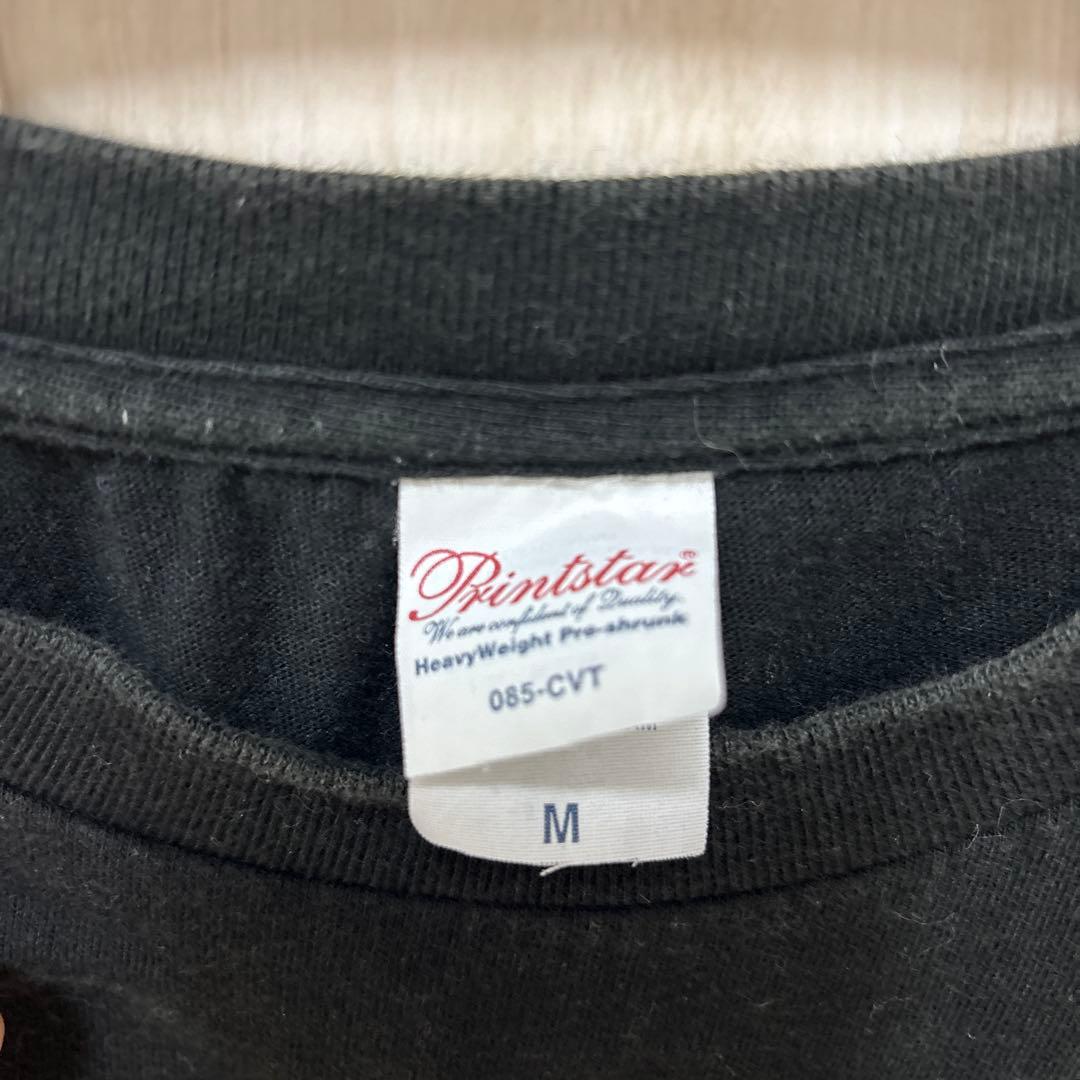 Printstar®
We are confident of Quality.
HeavyWeight Pre-shrunk
085-CVT
M
M